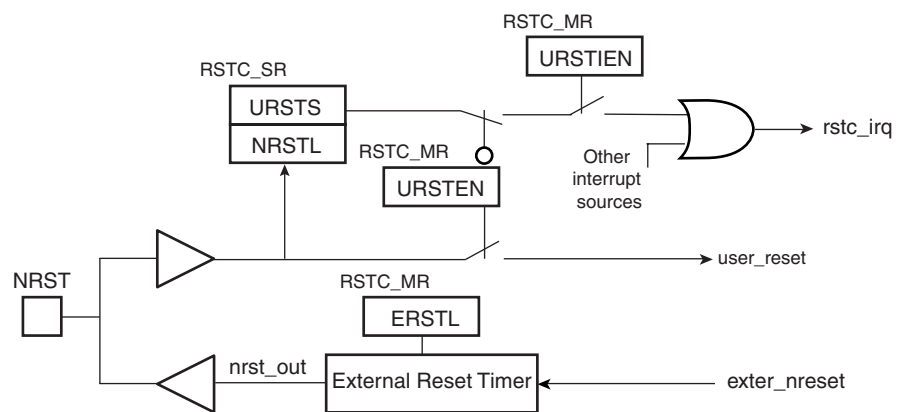 RSTC_MR
URSTIEN
RSTC_SR
URSTS
NRSTL
rstc_irq
RSTC_MR
URSTEN
Other
interrupt
sources
user_reset
NRST
RSTC_MR
ERSTL
nrst_out
External Reset Timer
exter_nreset